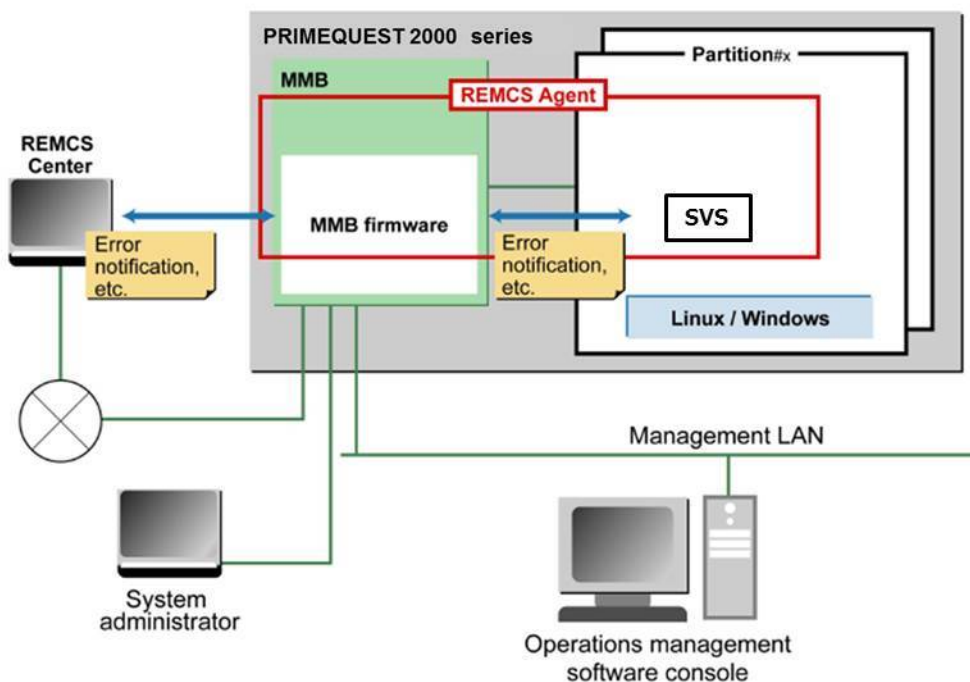 PRIMEQUEST 2000 series
Partition#x
MMB
REMCS Agent
REMCS
Center
MMB firmware
SVS
Error
notification,
etc.
Error
notification,
etc.
Linux / Windows
Management LAN
System
administrator
Operations management
software console